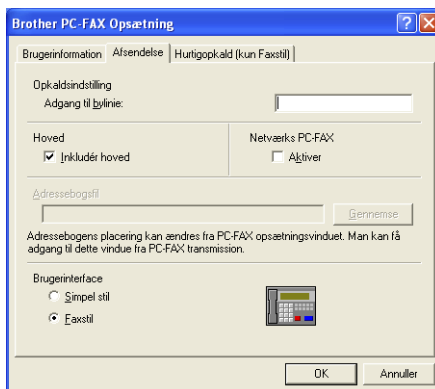 Brother PC-FAX Opsætning
Brugerinformation Afsendelse Hurtigopkald (kun Faxstil)
Opkaldsindstilling
Adgang til bylinie:
Hoved Netværks PC-FAX
Inkludér hoved Aktiver
Adressebogsfil
Gennemse
Adressebogens placering kan ændres fra PC-FAX opsætningsvinduet. Man kan få
adgang til dette vindue fra PC-FAX transmission.
Brugerinterface
Simpel stil
Faxstil
OK Annuller